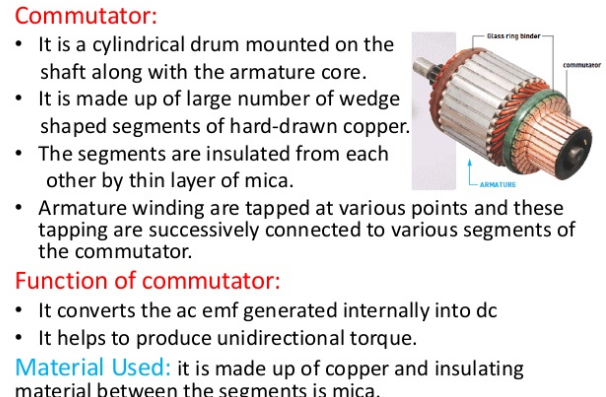 Commutator:
• It is a cylindrical drum mounted on the
shaft along with the armature core.
• It is made up of large number of wedge
shaped segments of hard-drawn copper.
• The segments are insulated from each
other by thin layer of mica.
• Armature winding are tapped at various points and these
tapping are successively connected to various segments of
the commutator.
Glass ring binder
commutator
ARMATURE
Function of commutator:
• It converts the ac emf generated internally into dc
• It helps to produce unidirectional torque.
Material Used: it is made up of copper and insulating
material between the segments is mica.